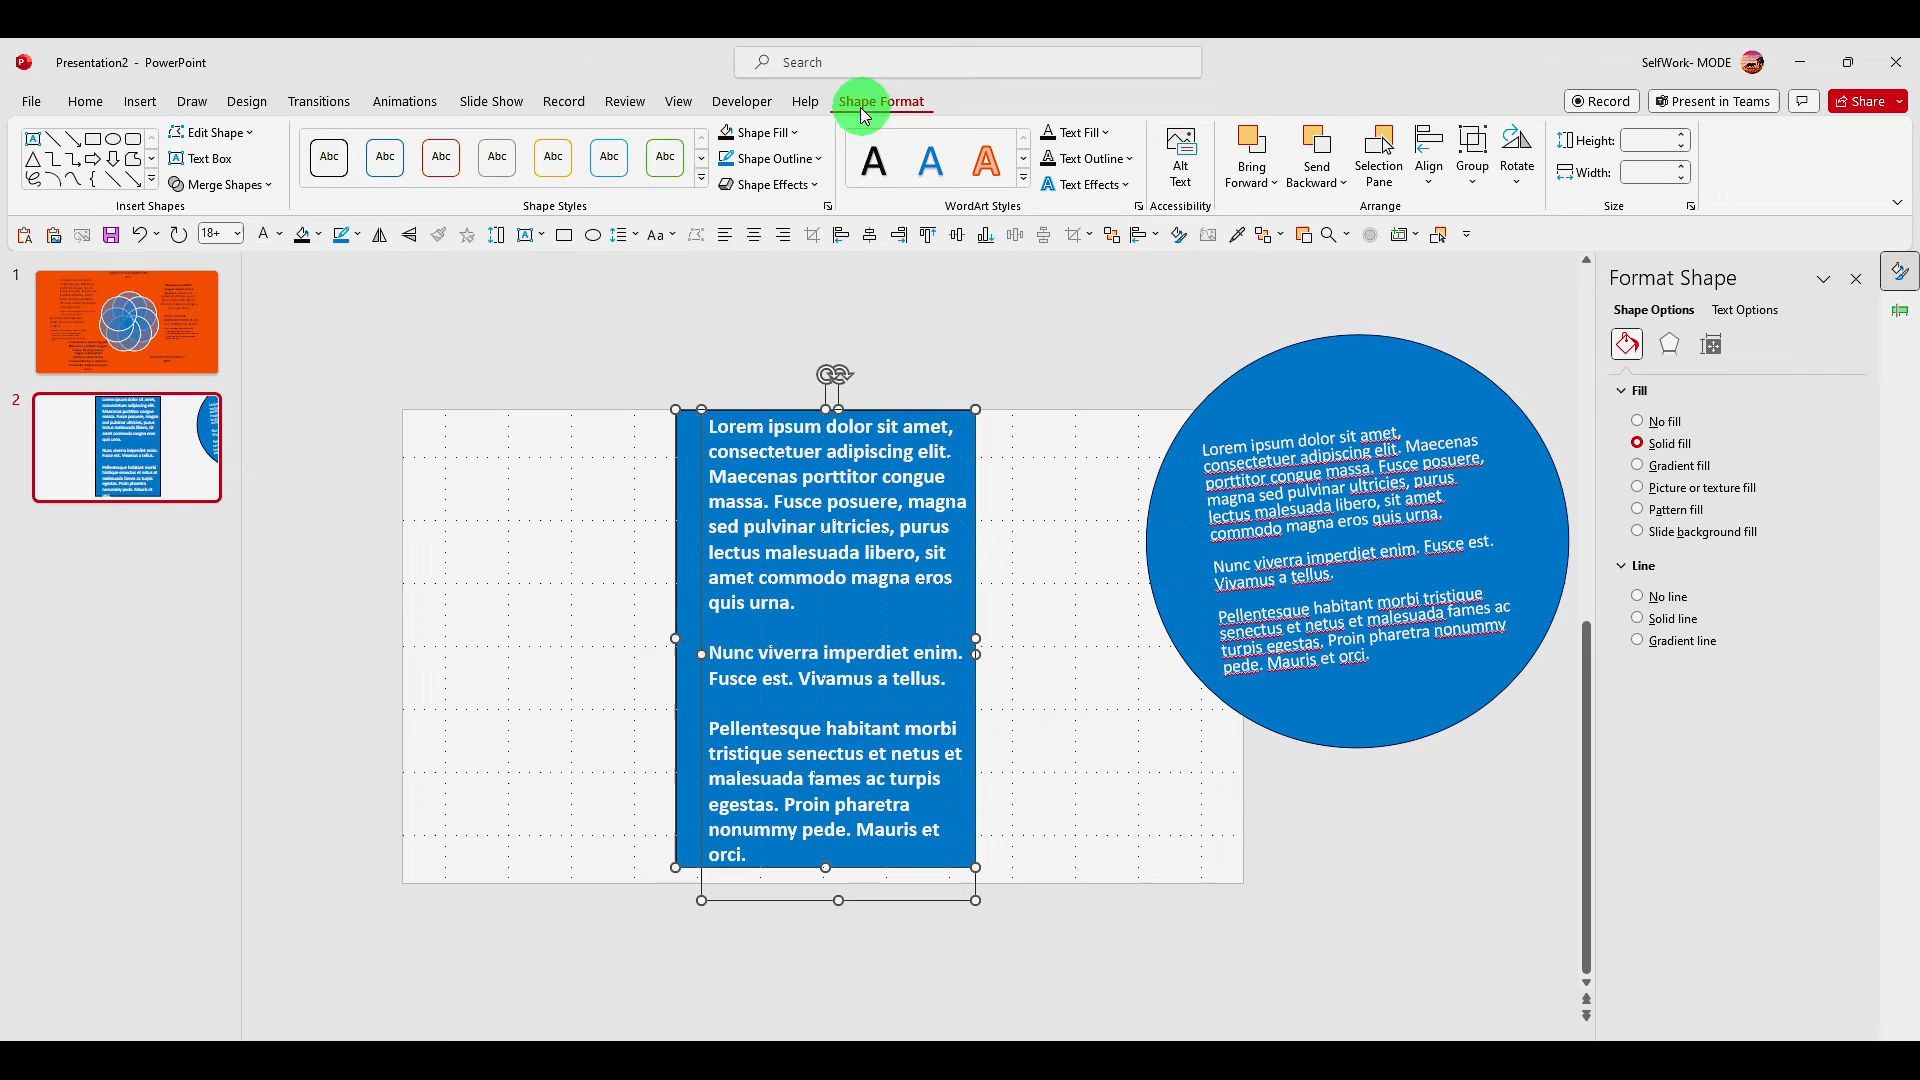 Presentation2 - PowerPoint
Search
SelfWork- MODE
File Home Insert Draw Design Transitions Animations Slide Show Record Review View Developer Help Shape Format
Record Present in Teams Share
Edit Shape
Text Box
Merge Shapes
Insert Shapes
Abc Abc Abc Abc Abc Abc Abc
Shape Styles
Shape Fill
Shape Outline
Shape Effects
A A A
WordArt Styles
Text Fill
Text Outline
Text Effects
Alt Text
Accessibility
Bring Forward
Send Backward
Selection Pane
Align
Group
Rotate
Arrange
Height:
Width:
Size
18+
Aa
1
2
Lorem ipsum dolor sit amet,
consectetuer adipiscing elit.
Maecenas porttitor congue
massa. Fusce posuere, magna
sed pulvinar ultricies, purus
lectus malesuada libero, sit
amet commodo magna eros
quis urna.
Nunc viverra imperdiet enim.
Fusce est. Vivamus a tellus.
Pellentesque habitant morbi
tristique senectus et netus et
malesuada fames ac turpis
egestas. Proin pharetra
nonummy pede. Mauris et
orci.
Lorem ipsum dolor sit amet,
consectetuer adipiscing elit. Maecenas
porttitor congue massa. Fusce posuere,
magna sed pulvinar ultricies, purus
lectus malesuada libero, sit amet
commodo magna eros quis urna.
Nunc viverra imperdiet enim. Fusce est.
Vivamus a tellus.
Pellentesque habitant morbi tristique
senectus et netus et malesuada fames ac
turpis egestas. Proin pharetra nonummy
pede. Mauris et orci.
Format Shape
Shape Options Text Options
Fill
No fill
Solid fill
Gradient fill
Picture or texture fill
Pattern fill
Slide background fill
Line
No line
Solid line
Gradient line